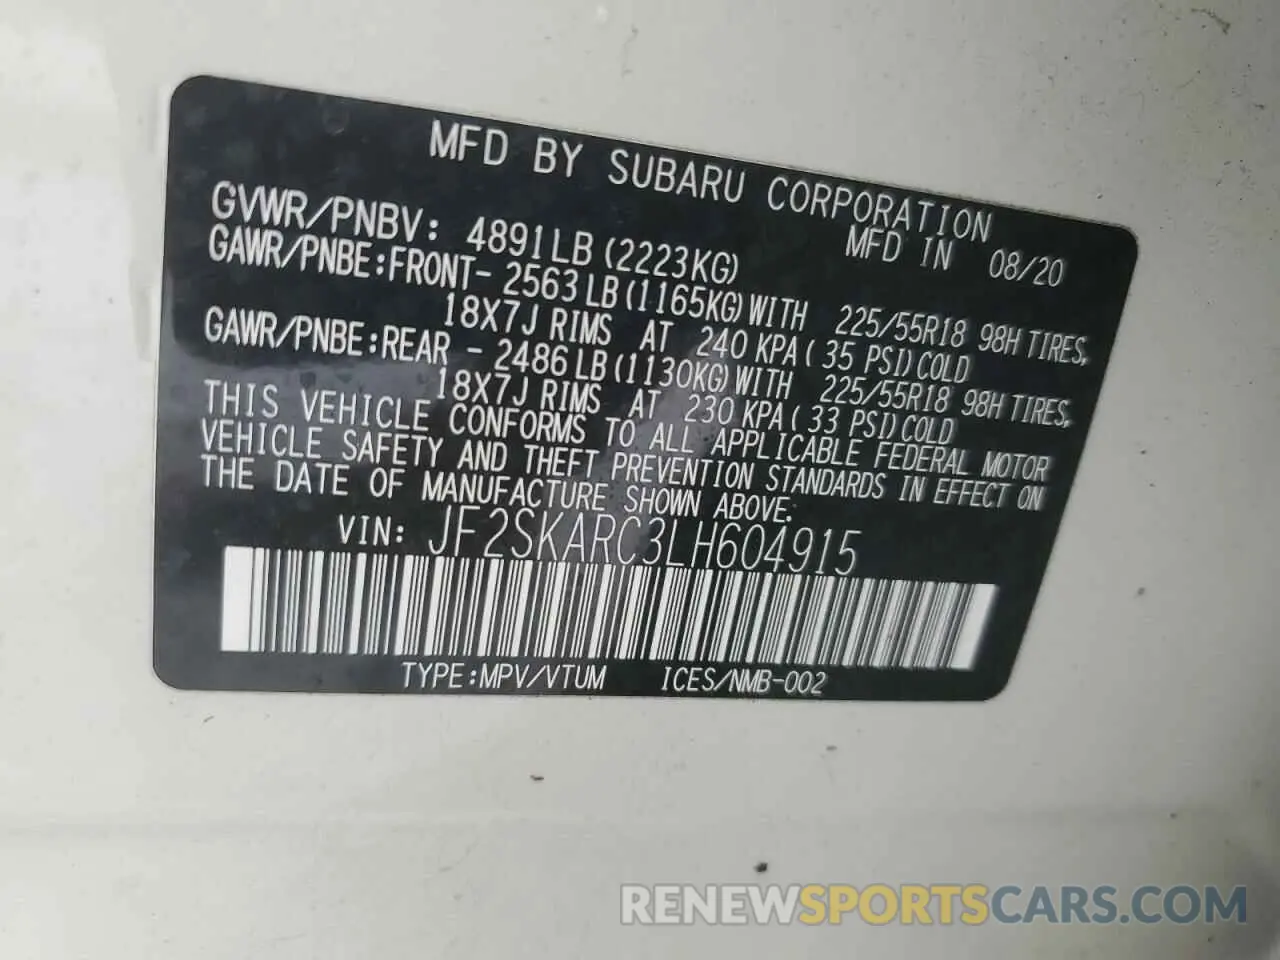 MFD BY SUBARU CORPORATION
MFD IN 08/20
GVWR/PNBV: 4891LB (2223KG)
GAWR/PNBE:FRONT- 2563LB(1165KG)WITH 225/55R18 98H TIRES,
18X7J RIMS AT 240 KPA( 35 PSI)COLD
GAWR/PNBE:REAR - 2486LB(1130KG)WITH 225/55R18 98H TIRES,
18X7J RIMS AT 230 KPA( 33 PSI)COLD
THIS VEHICLE CONFORMS TO ALL APPLICABLE FEDERAL MOTOR
VEHICLE SAFETY AND THEFT PREVENTION STANDARDS IN EFFECT ON
THE DATE OF MANUFACTURE SHOWN ABOVE.
VIN: JF2SKARC3LH604915
TYPE:MPV/VTUM ICES/NMB-002
RENEWSPORTSCARS.COM